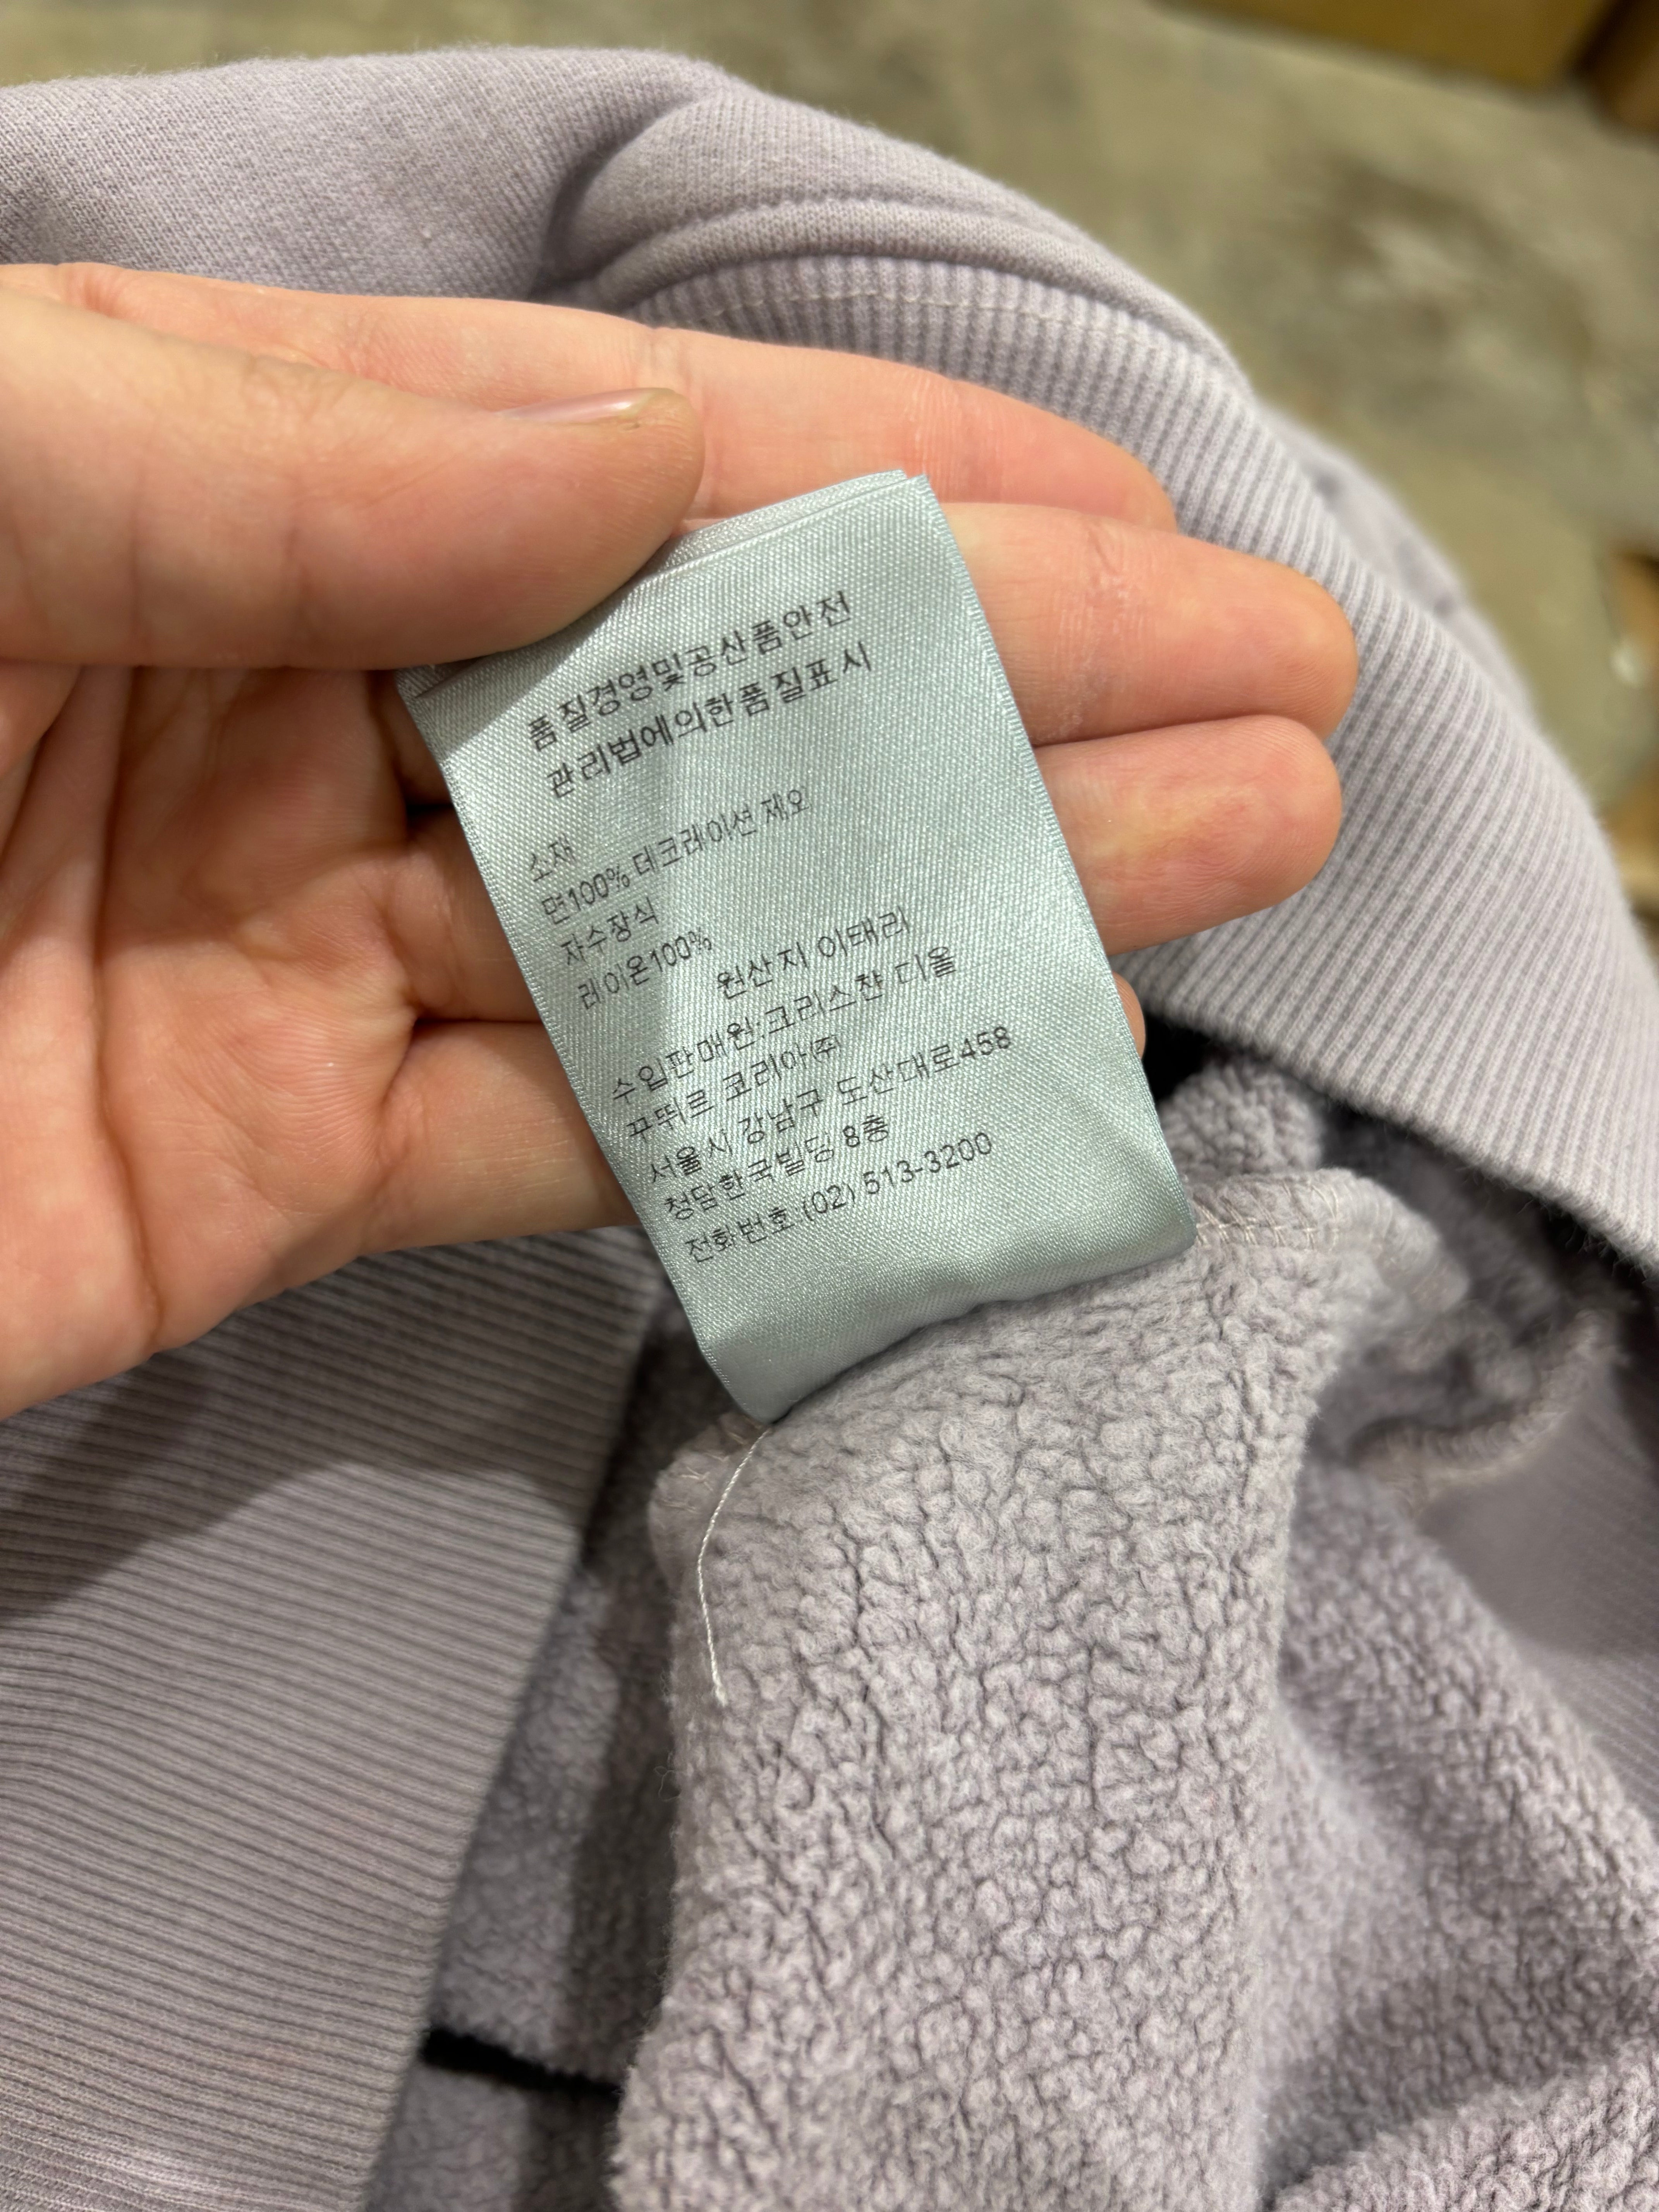 품질경영및공산품안전
관리법에의한품질표시
소재
면100% 데크레이션 제오
자수장식
레이온100%
원산지 이태리
수입판매원:크리스챤 디올
꾸뛰르 코리아(주)
서울시 강남구 도산대로458
청담한국빌딩 8층
전화번호:(02) 513-3200